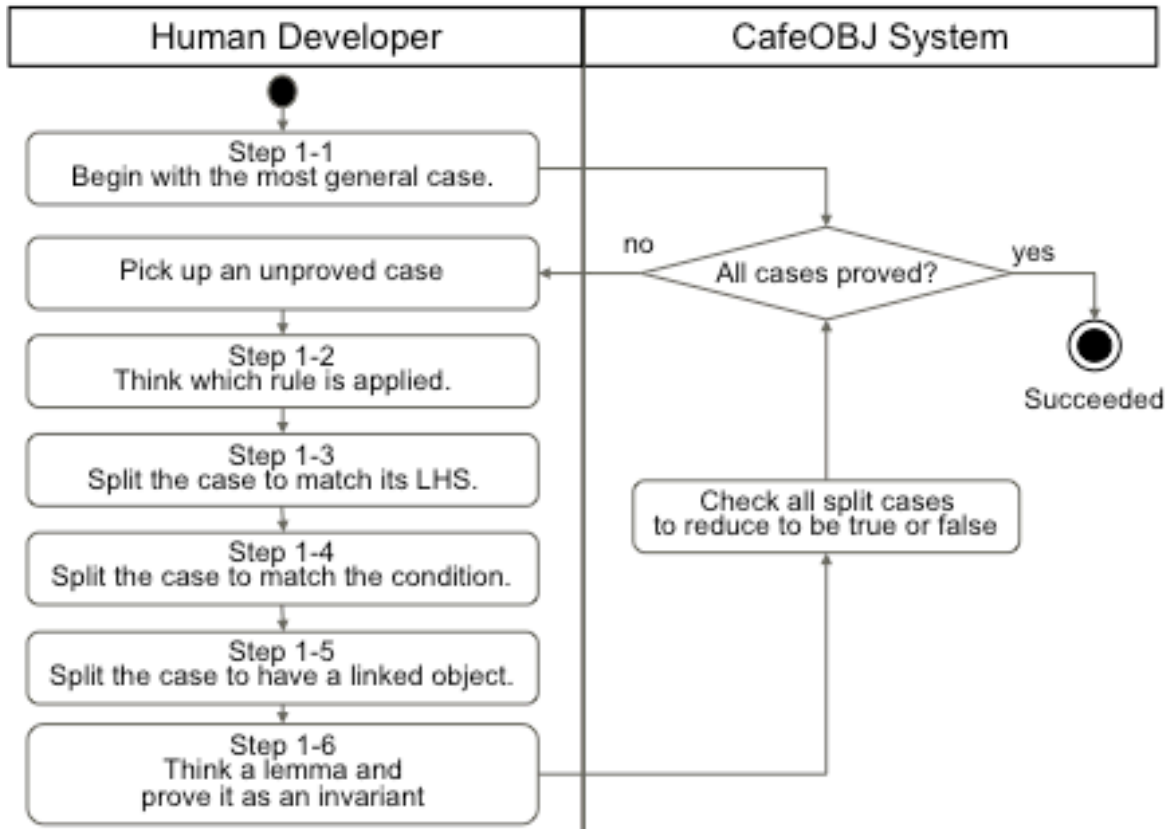 Human Developer
CafeOBJ System
Step 1-1
Begin with the most general case.
Pick up an unproved case
no
All cases proved?
yes
Succeeded
Step 1-2
Think which rule is applied.
Step 1-3
Split the case to match its LHS.
Check all split cases
to reduce to be true or false
Step 1-4
Split the case to match the condition.
Step 1-5
Split the case to have a linked object.
Step 1-6
Think a lemma and
prove it as an invariant